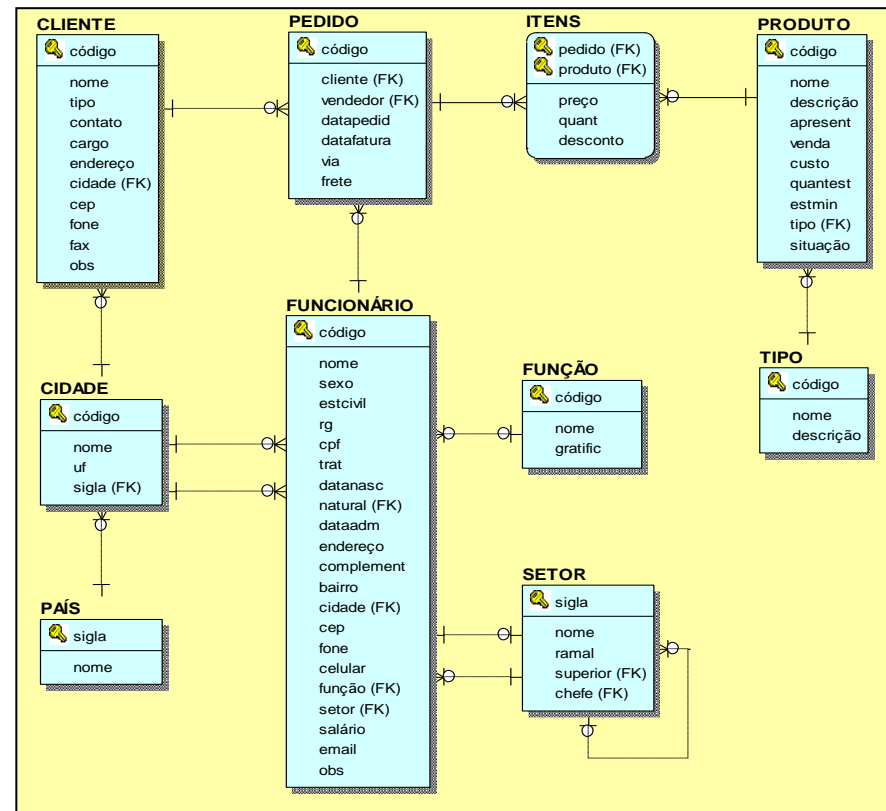 CLIENTE
código
nome
tipo
contato
cargo
endereço
cidade (FK)
cep
fone
fax
obs
PEDIDO
código
cliente (FK)
vendedor (FK)
datapedid
datafatura
via
frete
ITENS
pedido (FK)
produto (FK)
preço
quant
desconto
PRODUTO
código
nome
descrição
apresent
venda
custo
quantest
estmin
tipo (FK)
situação
CIDADE
código
nome
uf
sigla (FK)
FUNCIONÁRIO
código
nome
sexo
estcivil
rg
cpf
trat
datanasc
natural (FK)
dataadm
endereço
complement
bairro
cidade (FK)
cep
fone
celular
função (FK)
setor (FK)
salário
email
obs
FUNÇÃO
código
nome
gratific
TIPO
código
nome
descrição
PAÍS
sigla
nome
SETOR
sigla
nome
ramal
superior (FK)
chefe (FK)